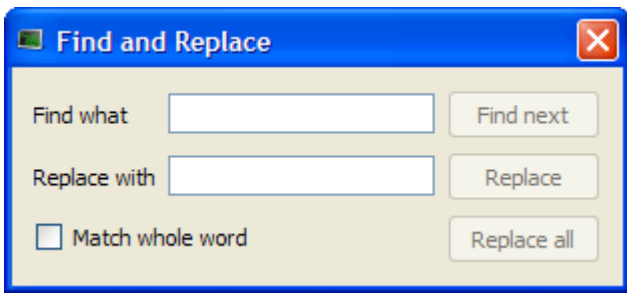 Find and Replace
Find what Find next
Replace with Replace
Match whole word Replace all